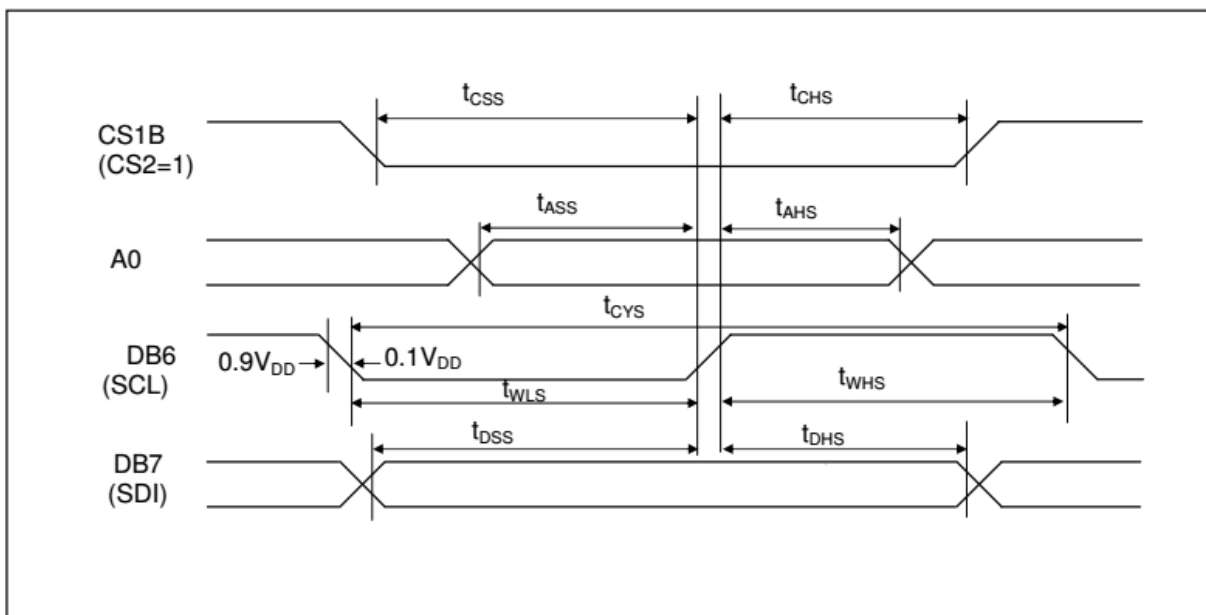 tCSS
tCHS
CS1B
(CS2=1)
tASS
tAHS
A0
tCYS
DB6
(SCL)
0.9VDD
0.1VDD
tWLS
tWHS
tDSS
tDHS
DB7
(SDI)